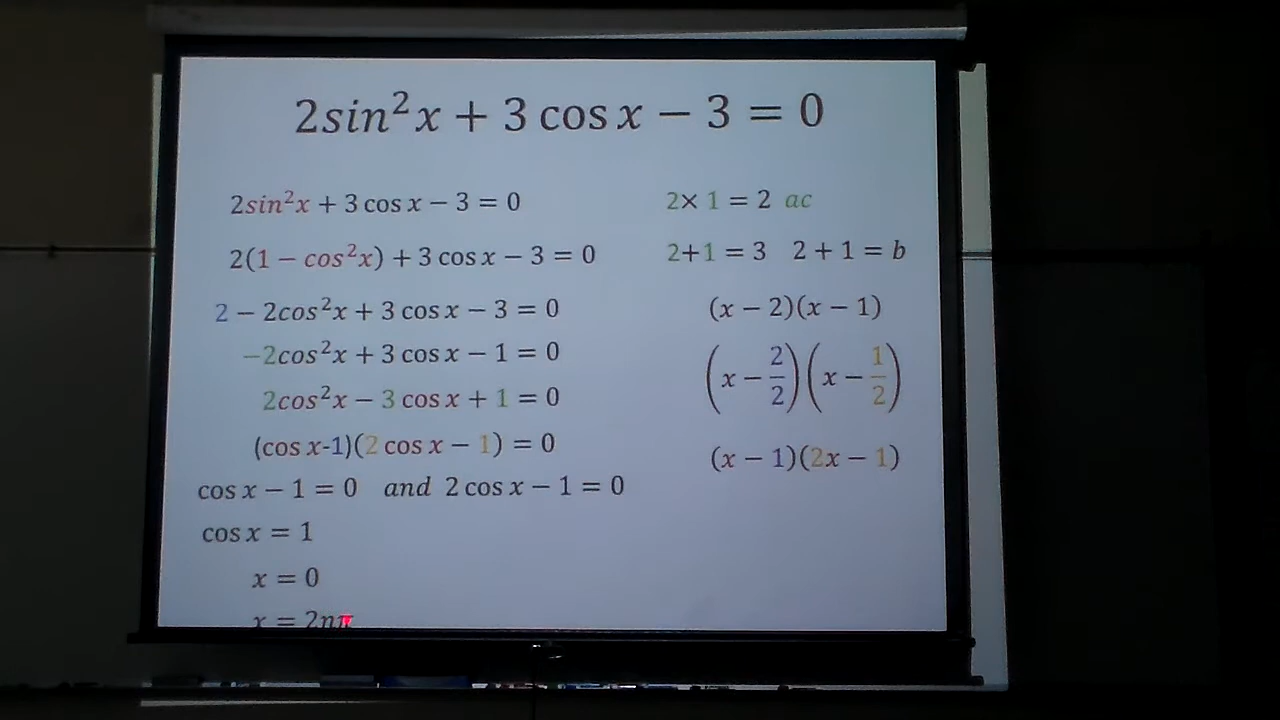 2sin²x + 3 cos x − 3 = 0
2sin²x + 3 cos x − 3 = 0
2(1 − cos²x) + 3 cos x − 3 = 0
2 − 2cos²x + 3 cos x − 3 = 0
−2cos²x + 3 cos x − 1 = 0
2cos²x − 3 cos x + 1 = 0
(cos x-1)(2 cos x − 1) = 0
cos x − 1 = 0 and 2 cos x − 1 = 0
cos x = 1
x = 0
x = 2nπ
2× 1 = 2 ac
2+1 = 3 2 + 1 = b
(x − 2)(x − 1)
(x − 2/2)(x − 1/2)
(x − 1)(2x − 1)